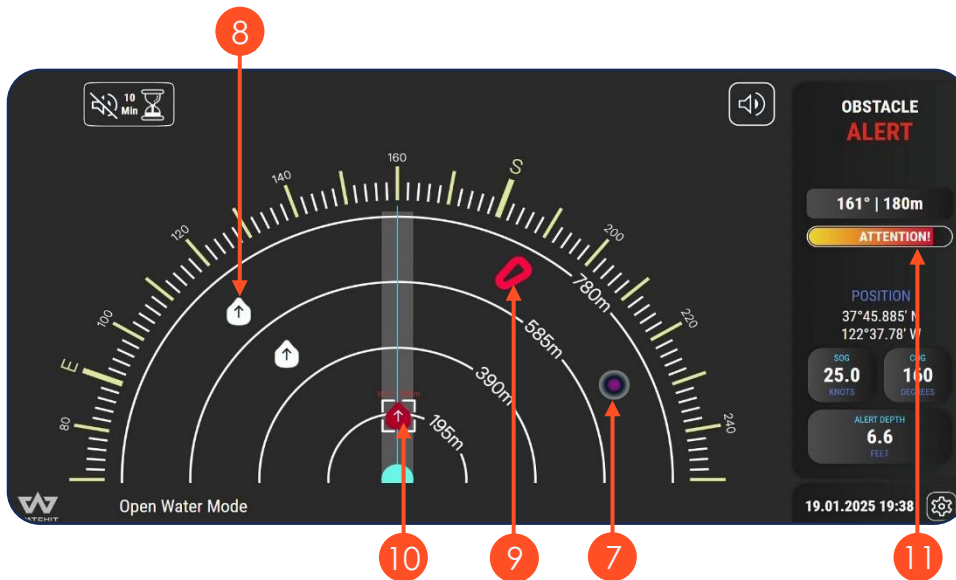 8
10
Min
OBSTACLE
ALERT
161° | 180m
ATTENTION!
POSITION
37°45.885' N
122°37.78' W
SOG
25.0
KNOTS
COG
160
DEGREES
ALERT DEPTH
6.6
FEET
80
E
100
120
140
160
S
200
220
240
780m
585m
390m
195m
Open Water Mode
19.01.2025 19:38
10
9
7
11